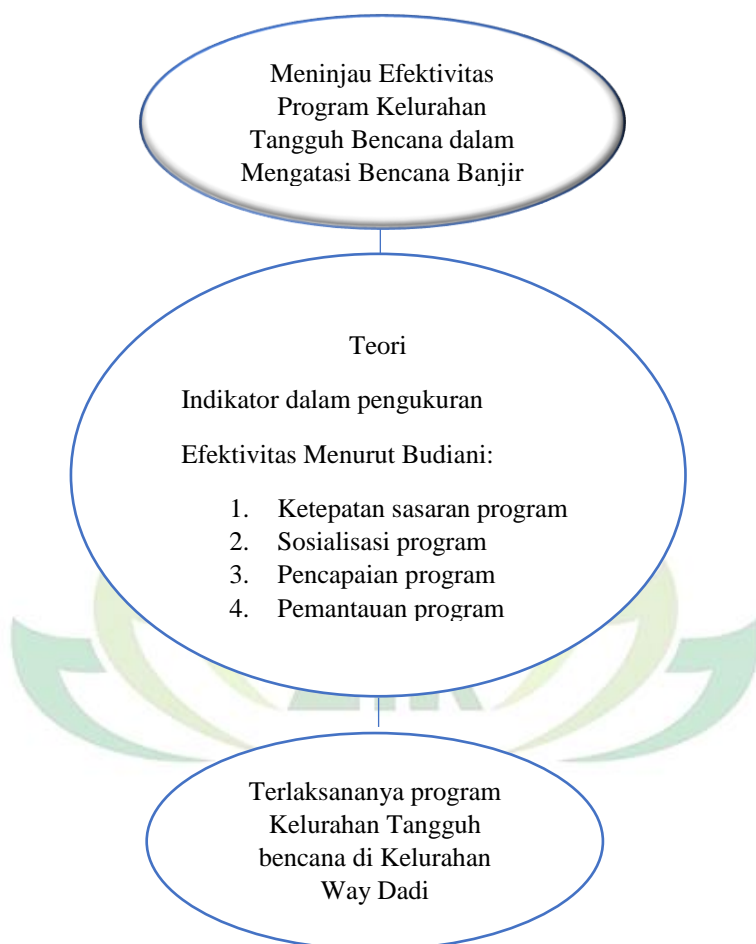 Meninjau Efektivitas
Program Kelurahan
Tangguh Bencana dalam
Mengatasi Bencana Banjir
Teori
Indikator dalam pengukuran
Efektivitas Menurut Budiani:
1. Ketepatan sasaran program
2. Sosialisasi program
3. Pencapaian program
4. Pemantauan program
Terlaksananya program
Kelurahan Tangguh
bencana di Kelurahan
Way Dadi